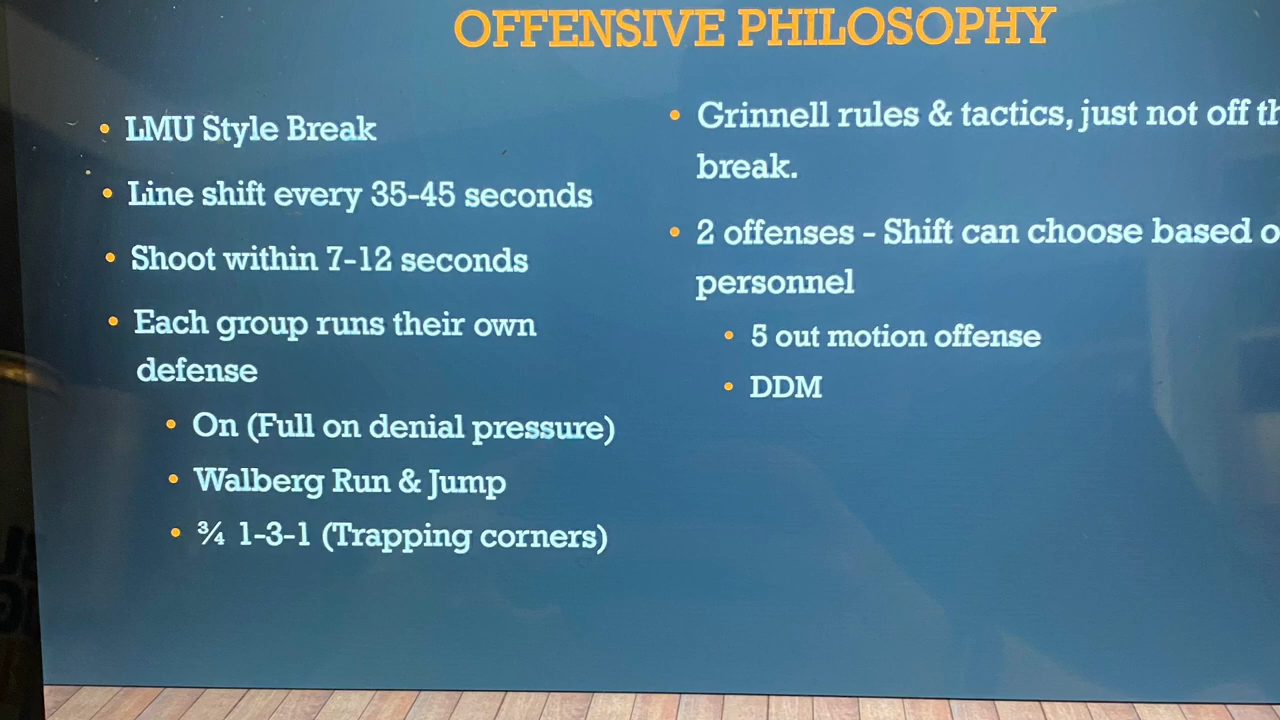 OFFENSIVE PHILOSOPHY
• LMU Style Break
• Line shift every 35-45 seconds
• Shoot within 7-12 seconds
• Each group runs their own
defense
• On (Full on denial pressure)
• Walberg Run & Jump
• ¾ 1-3-1 (Trapping corners)
• Grinnell rules & tactics, just not off th
break.
• 2 offenses - Shift can choose based o
personnel
• 5 out motion offense
• DDM